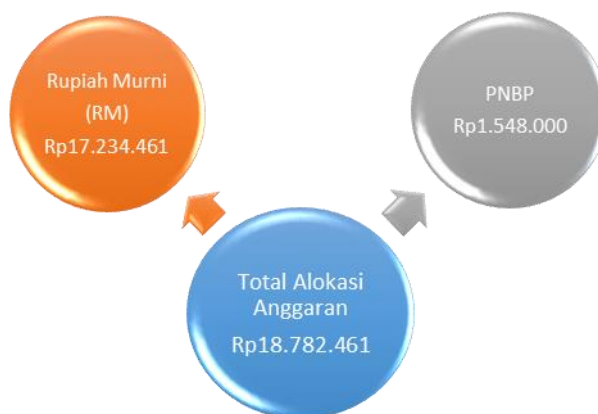 Rupiah Murni
(RM)
Rp17.234.461
PNBP
Rp1.548.000
Total Alokasi
Anggaran
Rp18.782.461